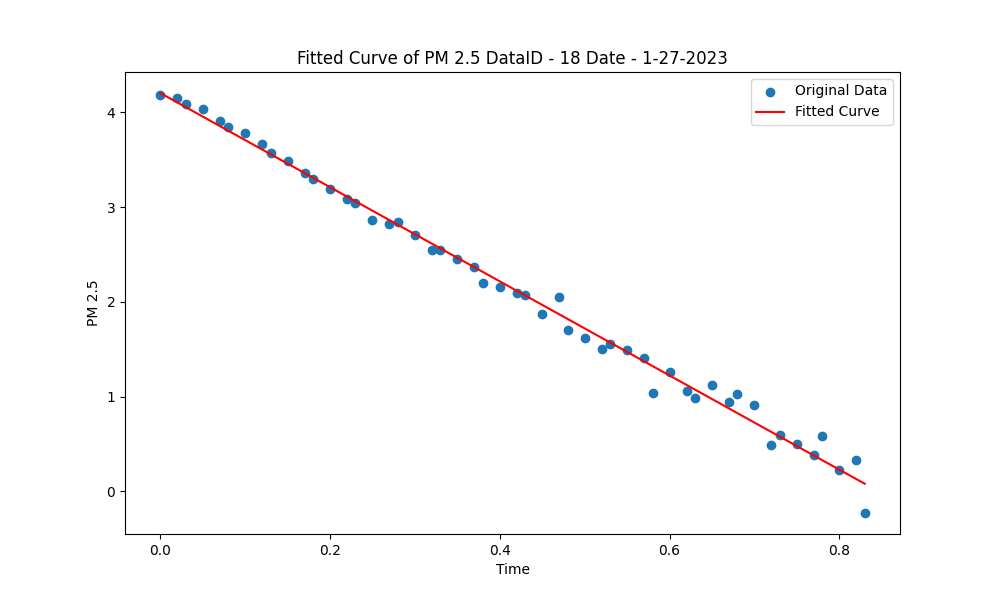 Fitted Curve of PM 2.5 DataID - 18 Date - 1-27-2023
Original Data
Fitted Curve
4
3
2
1
0
PM 2.5
0.0 0.2 0.4 0.6 0.8
Time